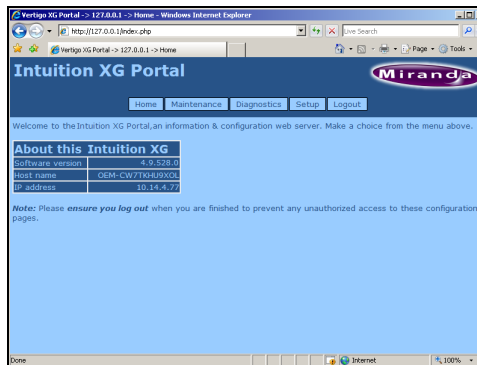 Vertigo XG Portal -> 127.0.0.1 -> Home - Windows Internet Explorer
http://127.0.0.1/index.php
Live Search
Vertigo XG Portal -> 127.0.0.1 -> Home
Page
Tools
Intuition XG Portal
Miranda
Home Maintenance Diagnostics Setup Logout
Welcome to the Intuition XG Portal,an information & configuration web server. Make a choice from the menu above.
About this Intuition XG
Software version 4.9.528.0
Host name OEM-CW7TKHU9XOL
IP address 10.14.4.77
Note: Please ensure you log out when you are finished to prevent any unauthorized access to these configuration
pages.
Done
Internet
100%